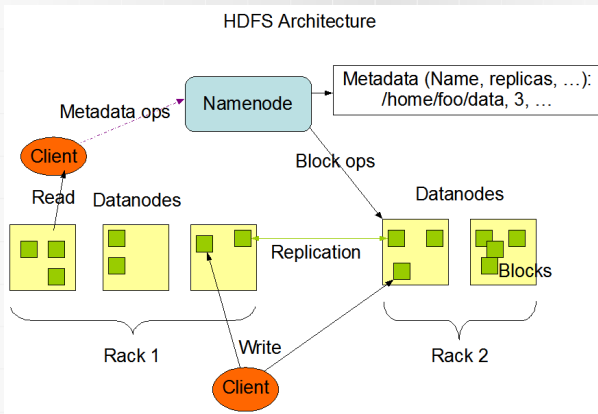 HDFS Architecture
Metadata (Name, replicas, ...):
/home/foo/data, 3, ...
Namenode
Metadata ops
Client
Block ops
Read
Datanodes
Datanodes
Replication
Blocks
Rack 1
Write
Rack 2
Client